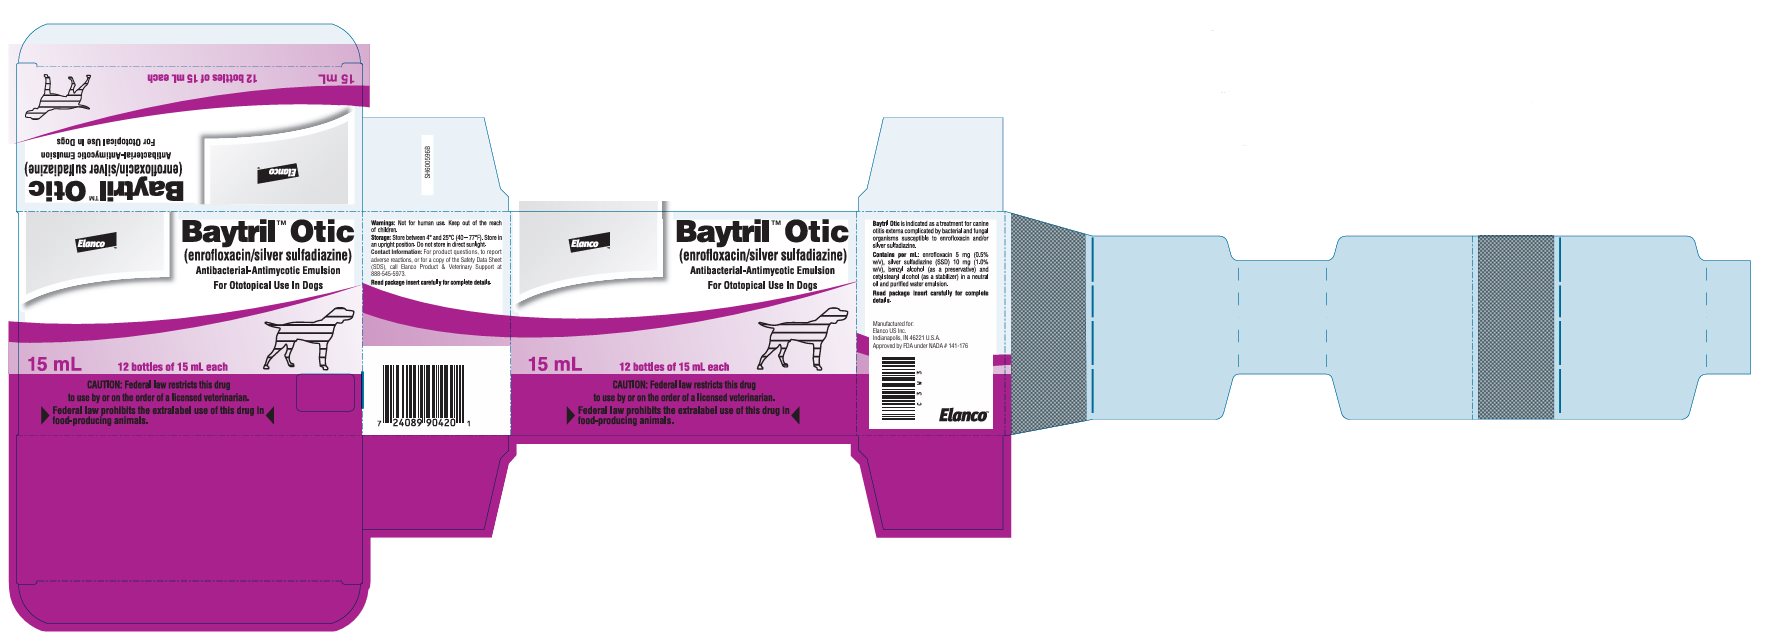 15 mL
12 bottles of 15 mL each
Elanco
Baytril™ Otic
(enrofloxacin/silver sulfadiazine)
Antibacterial-Antimycotic Emulsion
For Ototopical Use In Dogs
SH600596B
Elanco
Baytril™ Otic
(enrofloxacin/silver sulfadiazine)
Antibacterial-Antimycotic Emulsion
For Ototopical Use In Dogs
15 mL
12 bottles of 15 mL each
CAUTION: Federal law restricts this drug
to use by or on the order of a licensed veterinarian.
Federal law prohibits the extralabel use of this drug in
food-producing animals.
Warnings: Not for human use. Keep out of the reach
of children.
Storage: Store between 4° and 25°C (40–77°F). Store in
an upright position. Do not store in direct sunlight.
Contact Information: For product questions, to report
adverse reactions, or for a copy of the Safety Data Sheet
(SDS), call Elanco Product & Veterinary Support at
888-545-5973.
Read package insert carefully for complete details.
7 24089 90420 1
Elanco
Baytril™ Otic
(enrofloxacin/silver sulfadiazine)
Antibacterial-Antimycotic Emulsion
For Ototopical Use In Dogs
15 mL
12 bottles of 15 mL each
CAUTION: Federal law restricts this drug
to use by or on the order of a licensed veterinarian.
Federal law prohibits the extralabel use of this drug in
food-producing animals.
Baytril Otic is indicated as a treatment for canine
otitis externa complicated by bacterial and fungal
organisms susceptible to enrofloxacin and/or
silver sulfadiazine.
Contains per mL: enrofloxacin 5 mg (0.5%
w/v), silver sulfadiazine (SSD) 10 mg (1.0%
w/v), benzyl alcohol (as a preservative) and
cetylstearyl alcohol (as a stabilizer) in a neutral
oil and purified water emulsion.
Read package insert carefully for complete
details.
Manufactured for:
Elanco US Inc.
Indianapolis, IN 46221 U.S.A.
Approved by FDA under NADA # 141-176
C3W3
Elanco